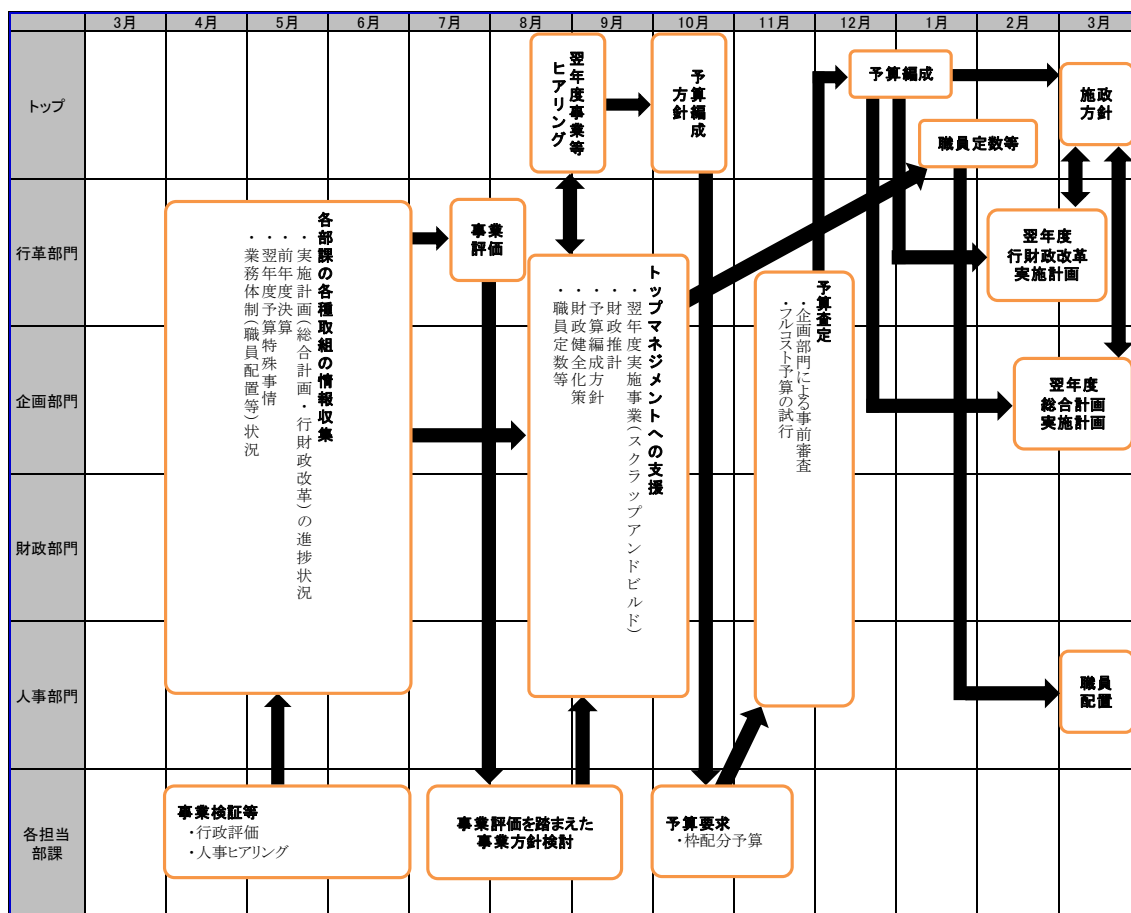 3月 4月 5月 6月 7月 8月 9月 10月 11月 12月 1月 2月 3月
トップ
翌年度事業等
ヒアリング
予算編成
方針
予算編成
職員定数等
施政
方針
行革部門
各部課の各種取組の情報収集
・実施計画(総合計画・行財政改革)の進捗状況
・前年度決算
・翌年度予算特殊事情
・業務体制(職員配置等)状況
事業
評価
トップマネジメントへの支援
・翌年度実施事業(スクラップアンドビルド)
・財政推計
・予算編成方針
・財政健全化策
・職員定数等
予算査定
・企画部門による事前審査
・フルコスト予算の試行
翌年度
行財政改革
実施計画
企画部門
翌年度
総合計画
実施計画
財政部門
人事部門
職員
配置
各担当
部課
事業検証等
・行政評価
・人事ヒアリング
事業評価を踏まえた
事業方針検討
予算要求
・枠配分予算